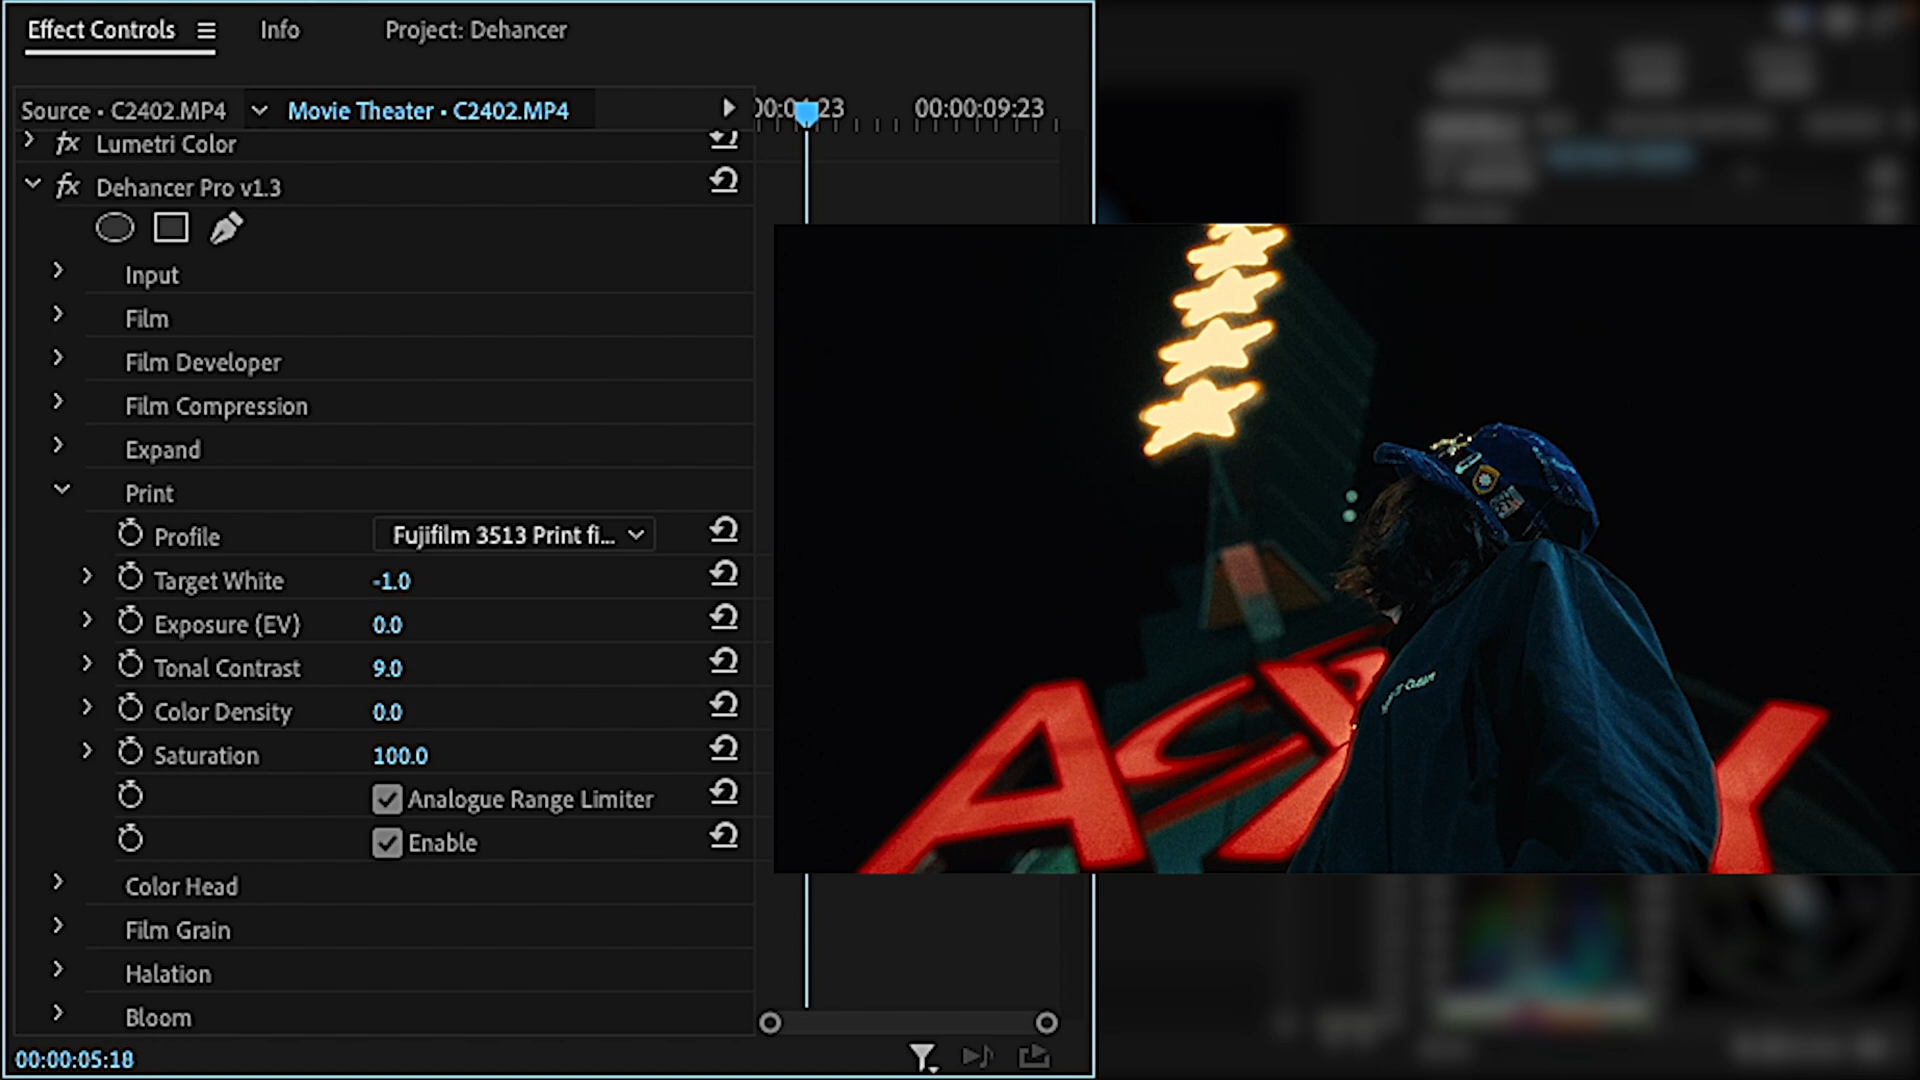 Effect Controls Info Project: Dehancer
Source • C2402.MP4 Movie Theater • C2402.MP4 00:00:09:23
fx Lumetri Color
fx Dehancer Pro v1.3
Input
Film
Film Developer
Film Compression
Expand
Print
Profile Fujifilm 3513 Print fi...
Target White -1.0
Exposure (EV) 0.0
Tonal Contrast 9.0
Color Density 0.0
Saturation 100.0
Analogue Range Limiter
Enable
Color Head
Film Grain
Halation
Bloom
00:00:05:18